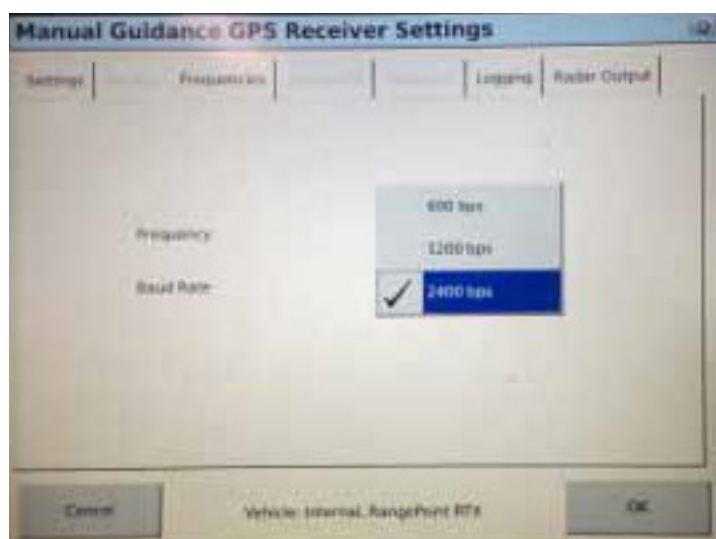 Manual Guidance GPS Receiver Settings
Settings Frequencies Logging Radar Output
600 bps
Frequency
1200 bps
Baud Rate
2400 bps
Cancel Vehicle: Internal, RangePoint RTX OK